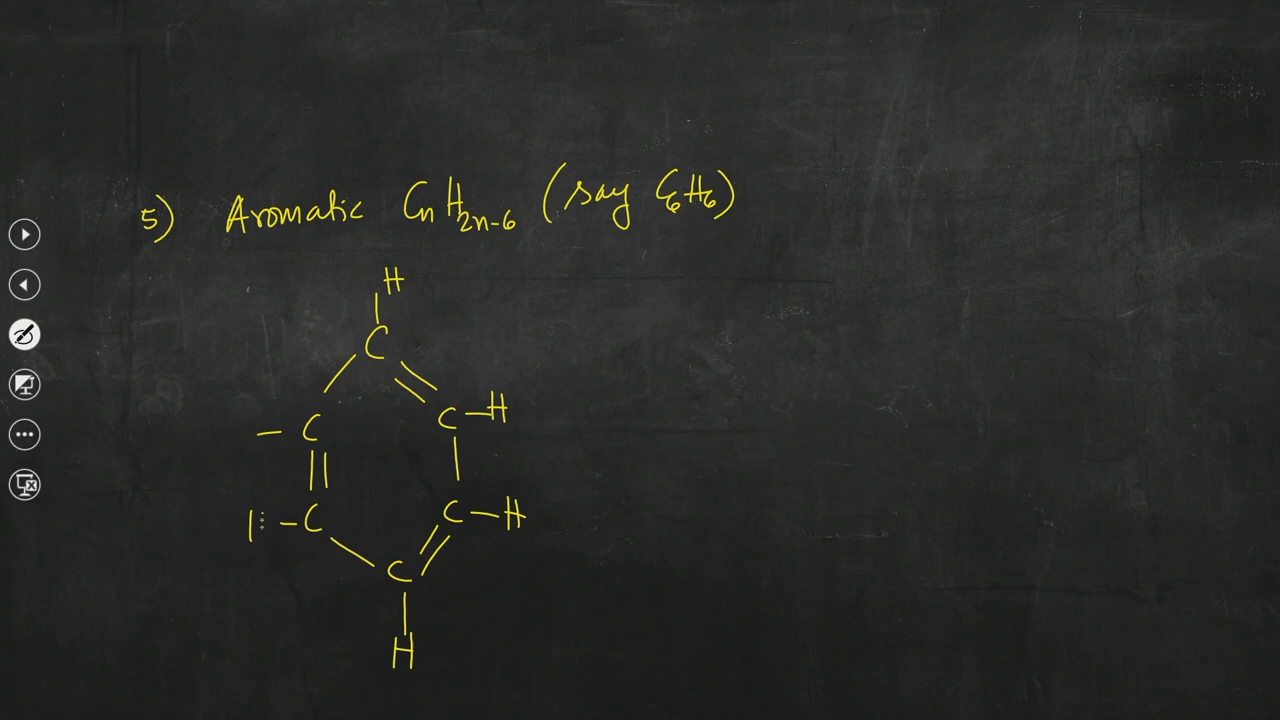 5) Aromatic CnH2n-6 (say C6H6)
H
C
C C-H
-C
-C C-H
C
H